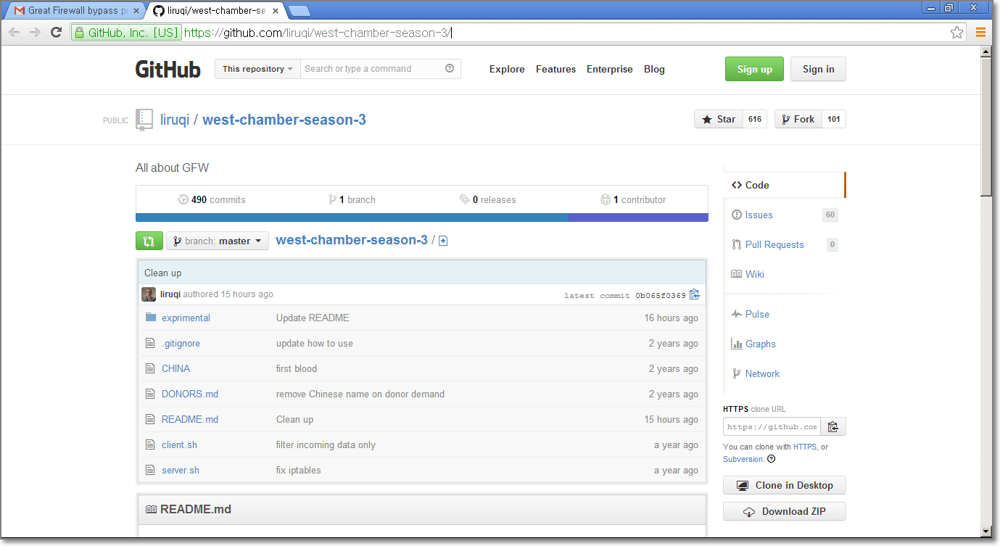 Great Firewall bypass pr
liruqi/west-chamber-se
GitHub, Inc. [US] https://github.com/liruqi/west-chamber-season-3/
GitHub This repository Search or type a command Explore Features Enterprise Blog Sign up Sign in
PUBLIC liruqi / west-chamber-season-3 Star 616 Fork 101
All about GFW
490 commits 1 branch 0 releases 1 contributor
branch: master west-chamber-season-3 /
Clean up
liruqi authored 15 hours ago latest commit 0b065f0369
exprimental Update README 16 hours ago
.gitignore update how to use 2 years ago
CHINA first blood 2 years ago
DONORS.md remove Chinese name on donor demand 2 years ago
README.md Clean up 15 hours ago
client.sh filter incoming data only a year ago
server.sh fix iptables a year ago
README.md
Code
Issues 60
Pull Requests 0
Wiki
Pulse
Graphs
Network
HTTPS clone URL
https://github.com
You can clone with HTTPS, or
Subversion.
Clone in Desktop
Download ZIP